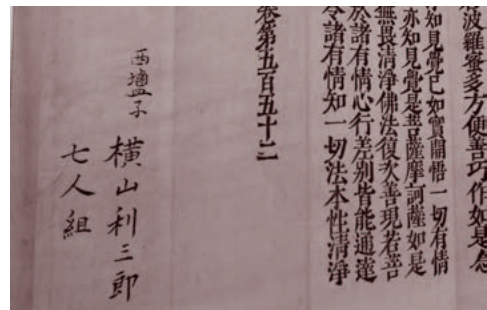 波羅蜜多方便善巧作如是念
知見覺已如實開悟一切有情
亦知見覺是菩薩摩訶薩如是
無畏清淨佛法復次善現若菩
於諸有情心行差別皆能通達
令諸有情知一切法本性清淨
卷第五百五十二
西塩子
横山利三郎
七人組